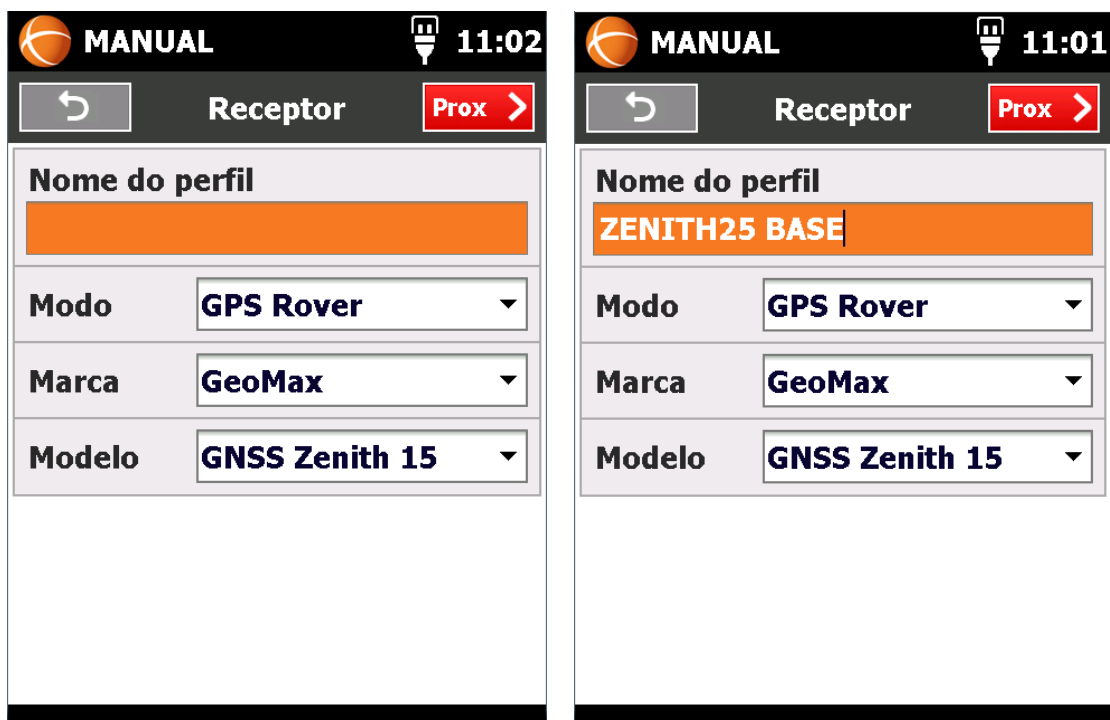 MANUAL 11:02
Receptor Prox
Nome do perfil
Modo GPS Rover
Marca GeoMax
Modelo GNSS Zenith 15
MANUAL 11:01
Receptor Prox
Nome do perfil
ZENITH25 BASE
Modo GPS Rover
Marca GeoMax
Modelo GNSS Zenith 15